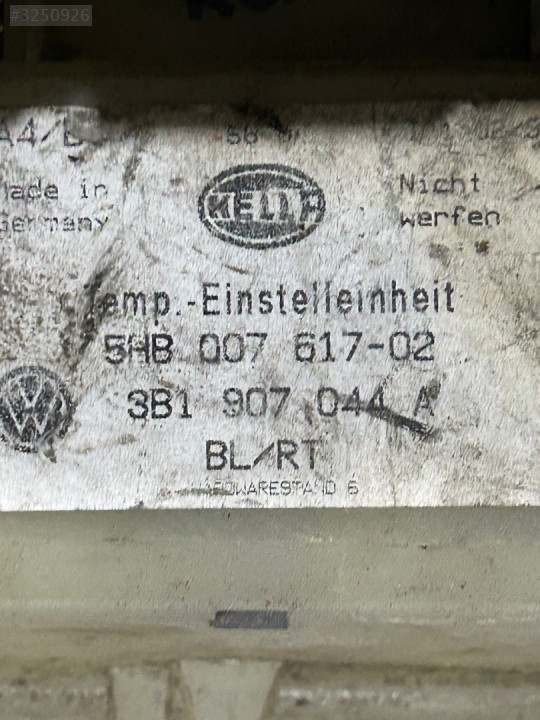 #3250926
Made in
Germany
HELLA
Nicht
werfen
Temp.-Einstelleinheit
5HB 007 617-02
3B1 907 044 A
BL/RT
HARDWARESTAND 6